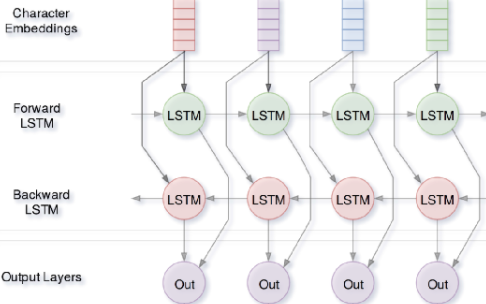 Character
Embeddings
Forward
LSTM
LSTM LSTM LSTM LSTM
Backward
LSTM
LSTM LSTM LSTM LSTM
Output Layers
Out Out Out Out